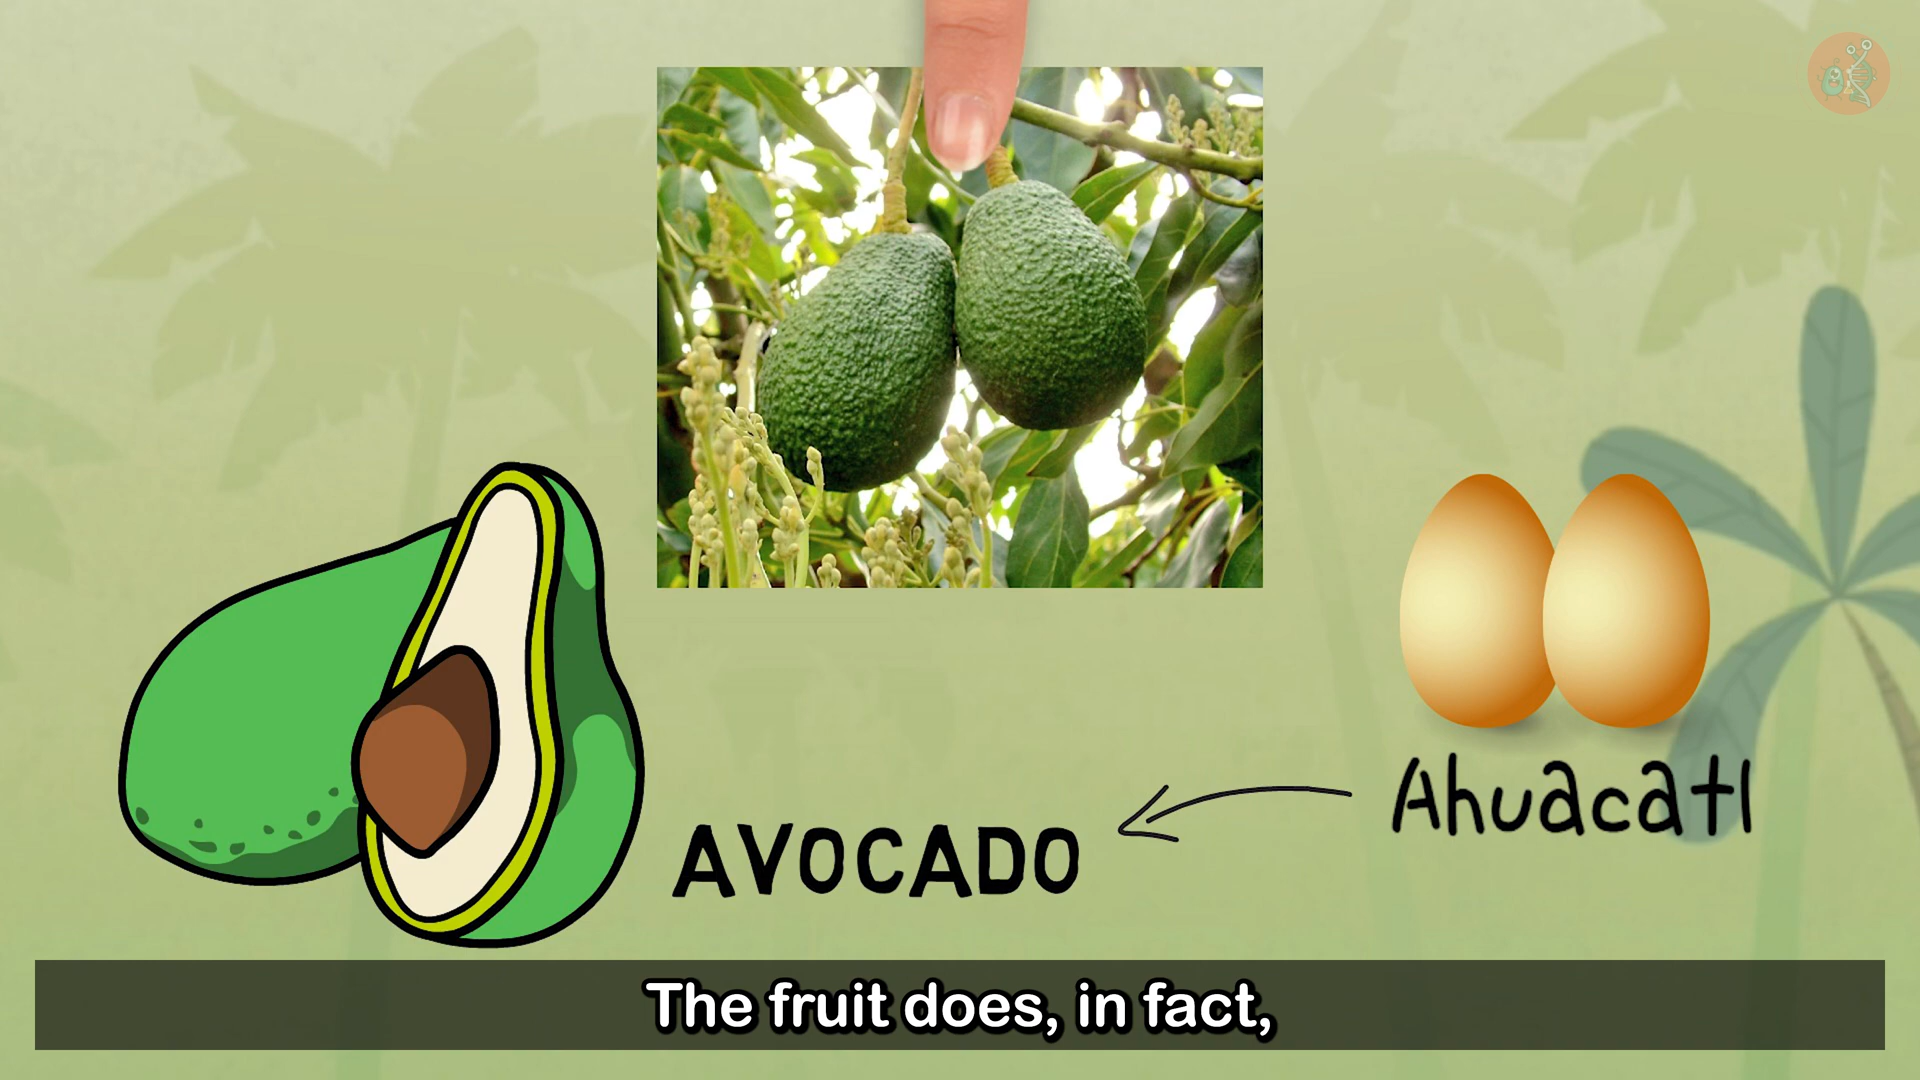 Ahuacatl
AVOCADO
The fruit does, in fact,